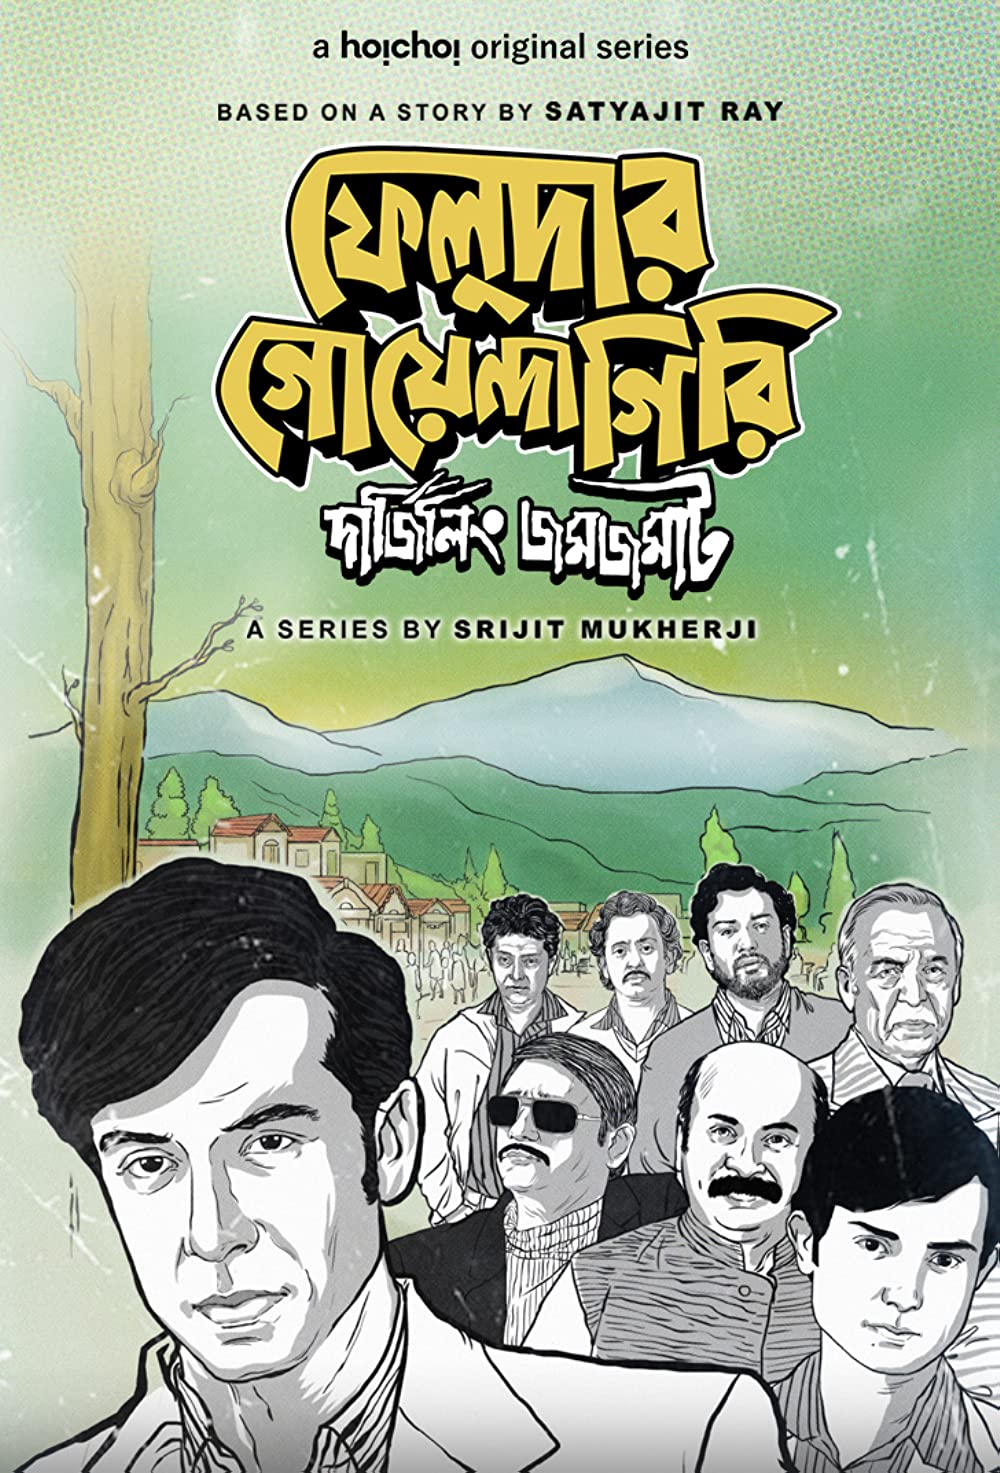 a hoichoi original series
BASED ON A STORY BY SATYAJIT RAY
ফেলুদার
গোয়েন্দাগিরি
দার্জিলিং জমজমাট
A SERIES BY SRIJIT MUKHERJI